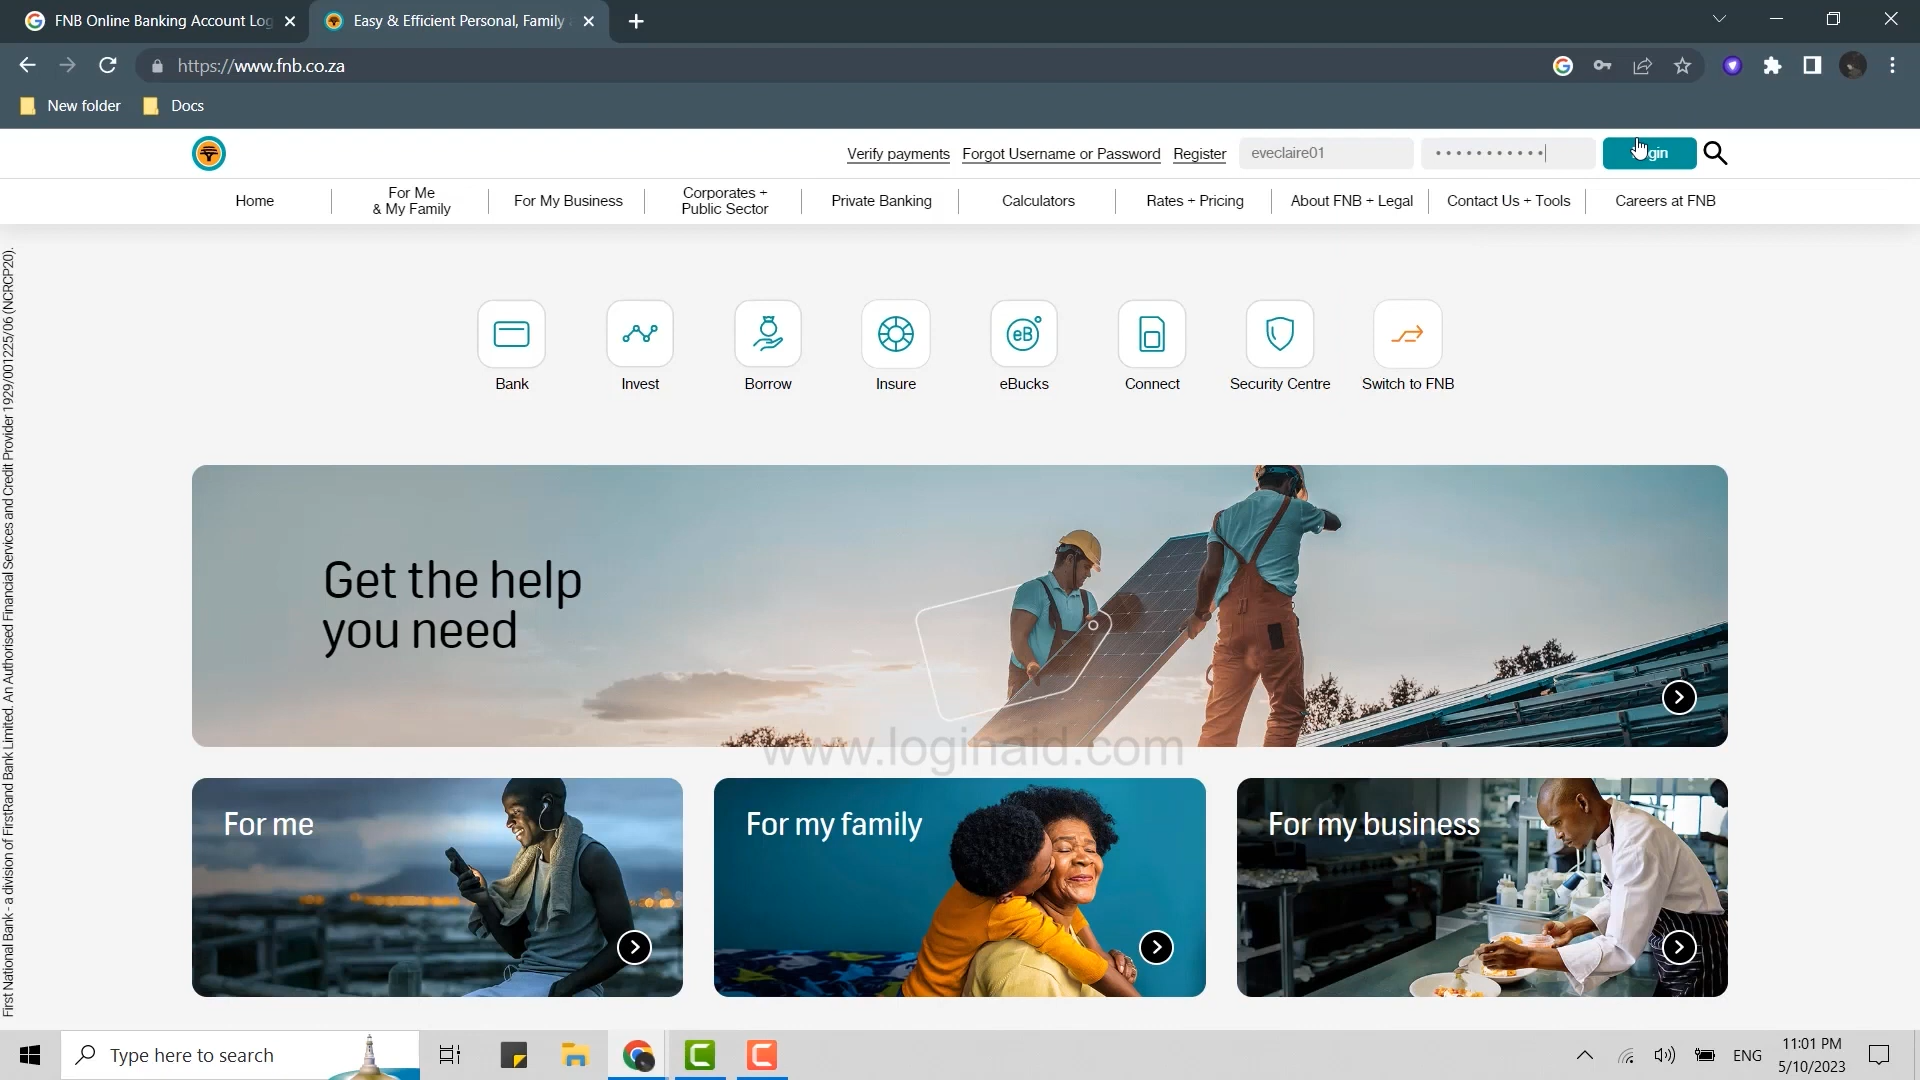 FNB Online Banking Account Log
Easy & Efficient Personal, Family
https://www.fnb.co.za
New folder
Docs
Verify payments
Forgot Username or Password
Register
eveclaire01
Home
For Me
& My Family
For My Business
Corporates +
Public Sector
Private Banking
Calculators
Rates + Pricing
About FNB + Legal
Contact Us + Tools
Careers at FNB
First National Bank - a division of FirstRand Bank Limited. An Authorised Financial Services and Credit Provider 1929/001225/06 (NCRCP20).
eB
Bank
Invest
Borrow
Insure
eBucks
Connect
Security Centre
Switch to FNB
Get the help
you need
www.loginaid.com
For me
For my family
For my business
Type here to search
ENG
11:01 PM
5/10/2023